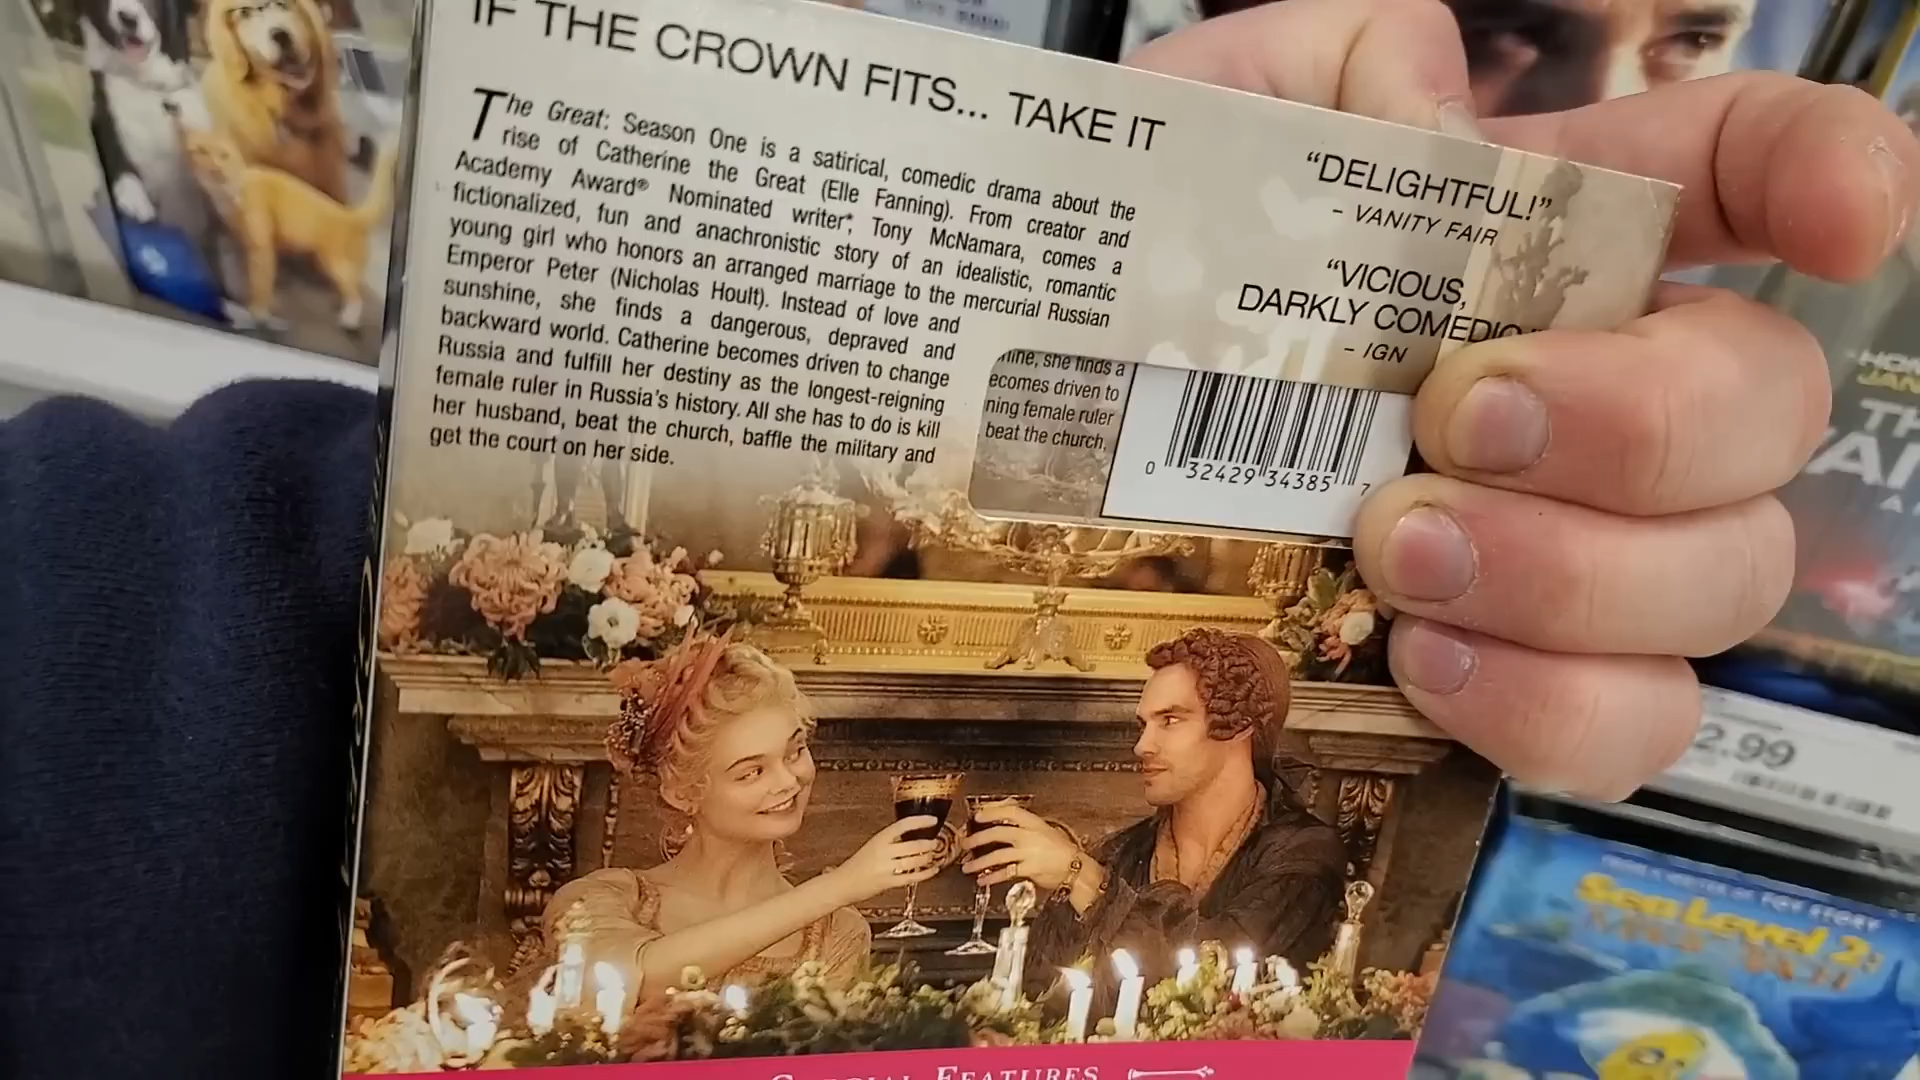 IF THE CROWN FITS... TAKE IT
The Great: Season One is a satirical, comedic drama about the
rise of Catherine the Great (Elle Fanning). From creator and
Academy Award® Nominated writer*, Tony McNamara, comes a
fictionalized, fun and anachronistic story of an idealistic, romantic
young girl who honors an arranged marriage to the mercurial Russian
Emperor Peter (Nicholas Hoult). Instead of love and
sunshine, she finds a dangerous, depraved and
backward world. Catherine becomes driven to change
Russia and fulfill her destiny as the longest-reigning
female ruler in Russia's history. All she has to do is kill
her husband, beat the church, baffle the military and
get the court on her side.
"DELIGHTFUL!"
- VANITY FAIR
"VICIOUS,
DARKLY COMEDIC"
- IGN
she finds a
ecomes driven to
ning female ruler
beat the church,
0 32429 34385 7
SPECIAL FEATURES
2.99
Sea Level 2: